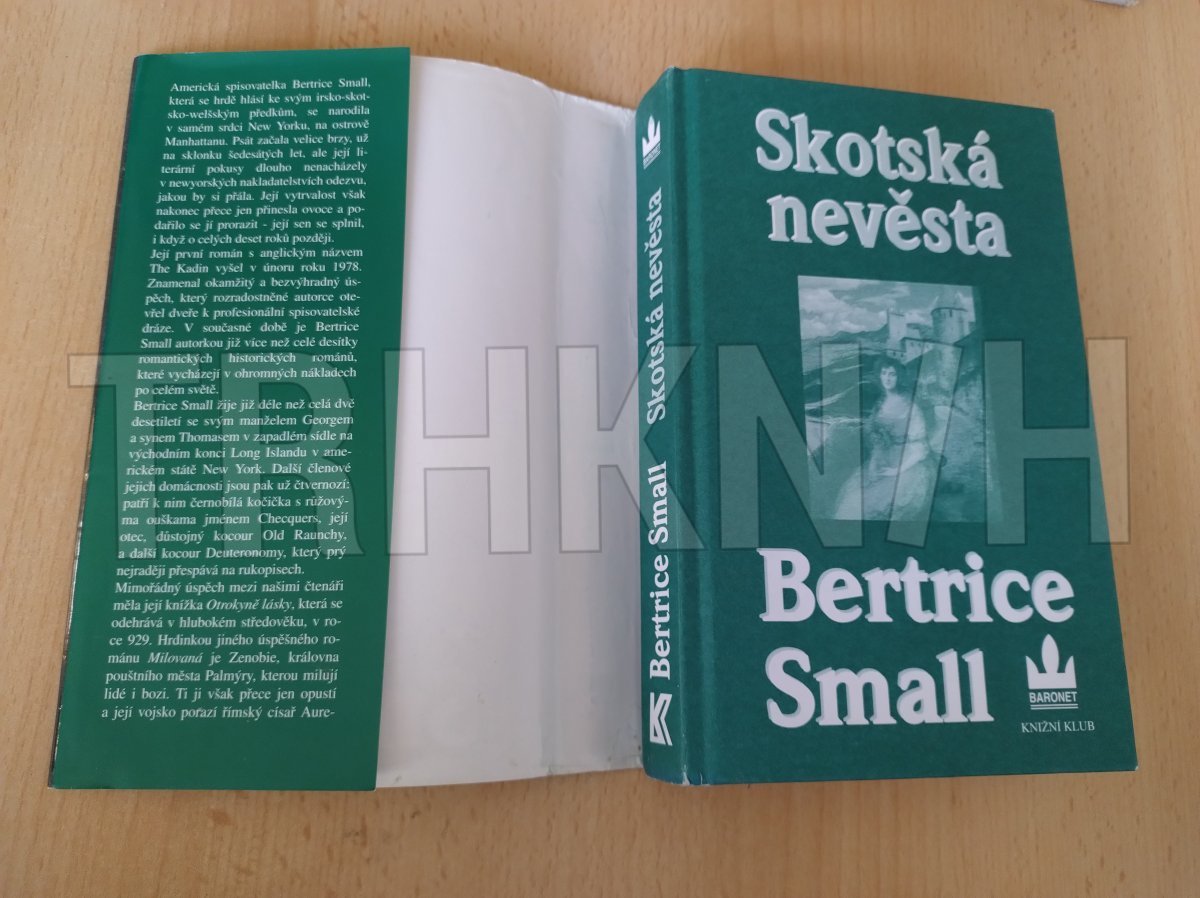 Americká spisovatelka Bertrice Small,
která se hrdě hlásí ke svým irsko-skot-
sko-welšským předkům, se narodila
v samém srdci New Yorku, na ostrově
Manhattanu. Psát začala velice brzy, už
na sklonku šedesátých let, ale její li-
terární pokusy dlouho nenacházely
v newyorských nakladatelstvích odezvu,
jakou by si přála. Její vytrvalost však
nakonec přece jen přinesla ovoce a po-
dařilo se jí prorazit - její sen se splnil,
i když o celých deset roků později.
Její první román s anglickým názvem
The Kadin vyšel v únoru roku 1978.
Znamenal okamžitý a bezvýhradný ús-
pěch, který rozradostněné autorce ote-
vřel dveře k profesionální spisovatelské
dráze. V současné době je Bertrice
Small autorkou již více než celé desítky
romantických historických románů,
které vycházejí v ohromných nákladech
po celém světě.
Bertrice Small žije již déle než celá dvě
desetiletí se svým manželem Georgem
a synem Thomasem v zapadlém sídle na
východním konci Long Islandu v ame-
rickém státě New York. Další členové
jejich domácnosti jsou pak už čtvernozí:
patří k nim černobílá kočička s růžový-
ma ouškama jménem Checquers, její
otec, důstojný kocour Old Raunchy,
a další kocour Deuteronomy, který prý
nejraději přespává na rukopisech.
Mimořádný úspěch mezi našimi čtenáři
měla její knížka Otrokyně lásky, která se
odehrává v hlubokém středověku, v ro-
ce 929. Hrdinkou jiného úspěšného ro-
mánu Milovaná je Zenobie, královna
pouštního města Palmýry, kterou milují
lidé i bozi. Ti ji však přece jen opustí
a její vojsko porazí římský císař Aure-
BARONET
Skotská nevěsta
Bertrice Small
Skotská
nevěsta
Bertrice
Small
BARONET
KNIŽNÍ KLUB
TRHKNIH